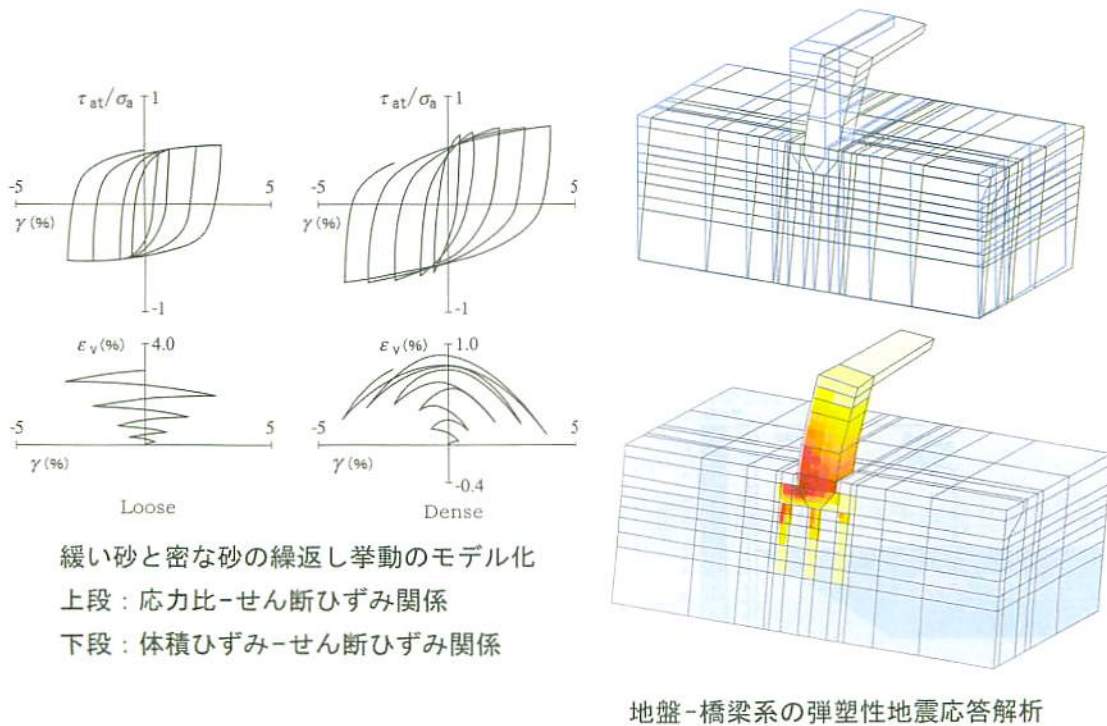 τat/σa
1
-5
5
γ(%)
-1
τat/σa
1
-5
5
γ(%)
-1
εv(%)
4.0
-5
5
γ(%)
Loose
εv(%)
1.0
-5
5
γ(%)
-0.4
Dense
緩い砂と密な砂の繰返し挙動のモデル化
上段：応力比-せん断ひずみ関係
下段：体積ひずみ-せん断ひずみ関係
地盤-橋梁系の弾塑性地震応答解析